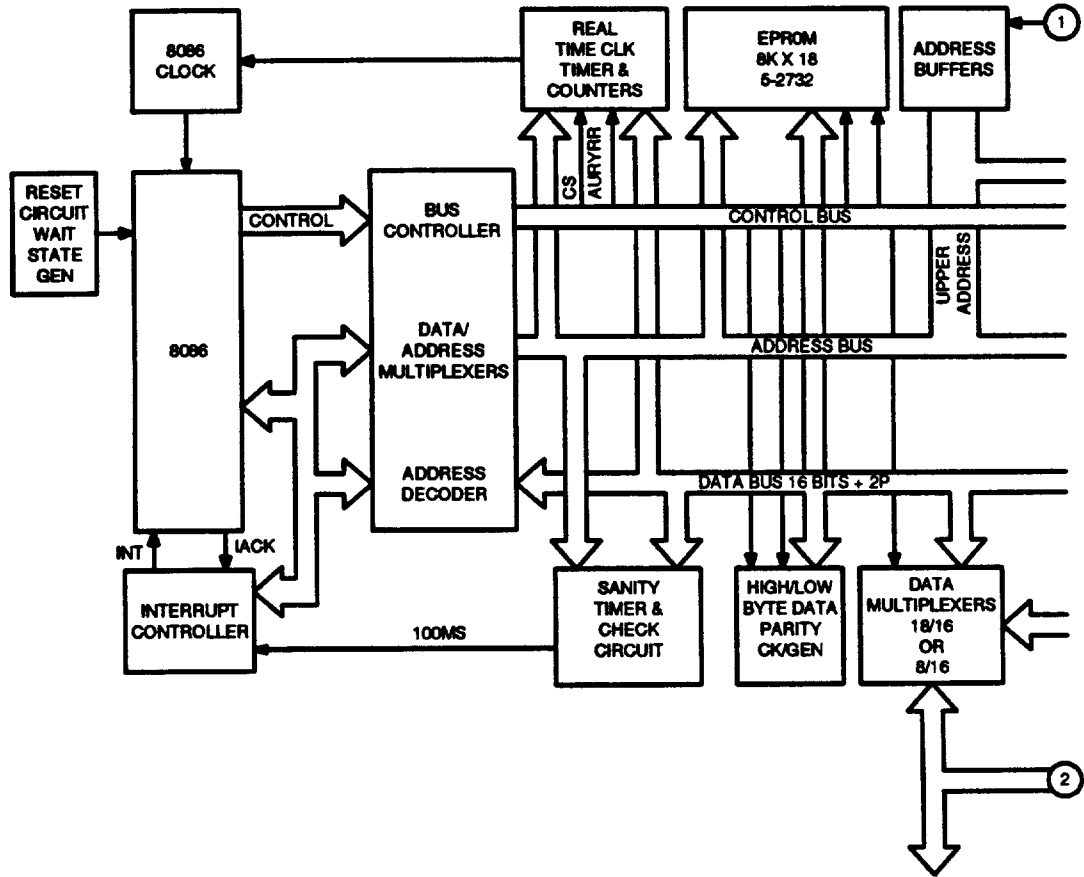 8086
CLOCK
REAL
TIME CLK
TIMER &
COUNTERS
EPROM
8K X 18
5-2732
ADDRESS
BUFFERS
1
RESET
CIRCUIT
WAIT
STATE
GEN
8086
CONTROL
BUS
CONTROLLER
DATA/
ADDRESS
MULTIPLEXERS
ADDRESS
DECODER
CS
AURYRR
CONTROL BUS
UPPER
ADDRESS
ADDRESS BUS
DATA BUS 16 BITS + 2P
INT
IACK
INTERRUPT
CONTROLLER
100MS
SANITY
TIMER &
CHECK
CIRCUIT
HIGH/LOW
BYTE DATA
PARITY
CK/GEN
DATA
MULTIPLEXERS
18/16
OR
8/16
2